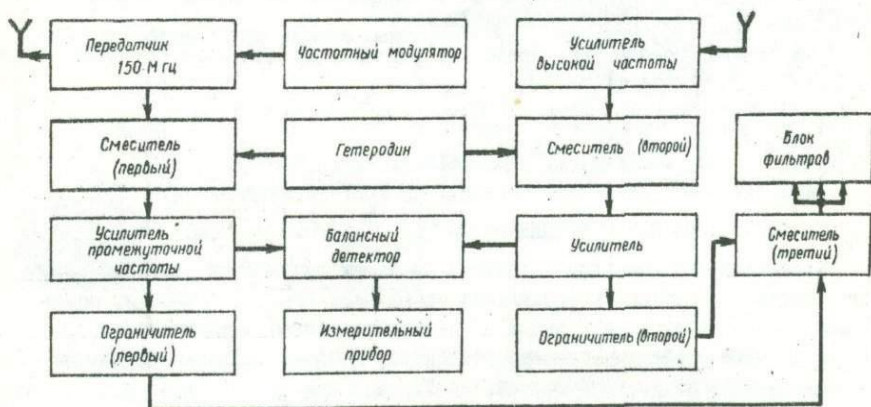 Передатчик
150 М гц
Частотный модулятор
Усилитель
высокой частоты
Смеситель
(первый)
Гетеродин
Смеситель (второй)
Блок
фильтров
Усилитель
промежуточной
частоты
Балансный
детектор
Усилитель
Смеситель
(третий)
Ограничитель
(первый)
Измерительный
прибор
Ограничитель (второй)